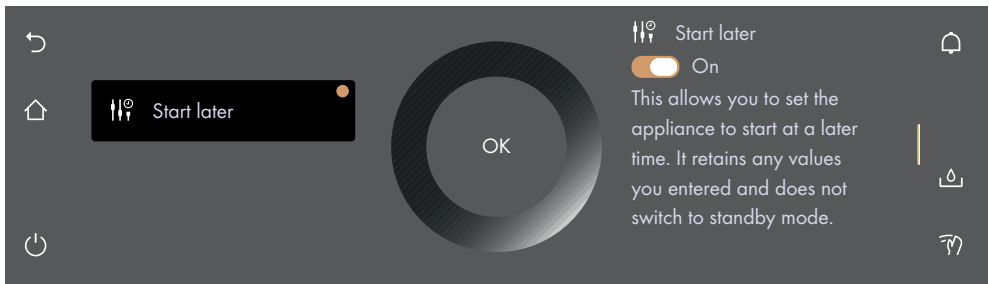 Start later
OK
Start later
On
This allows you to set the
appliance to start at a later
time. It retains any values
you entered and does not
switch to standby mode.